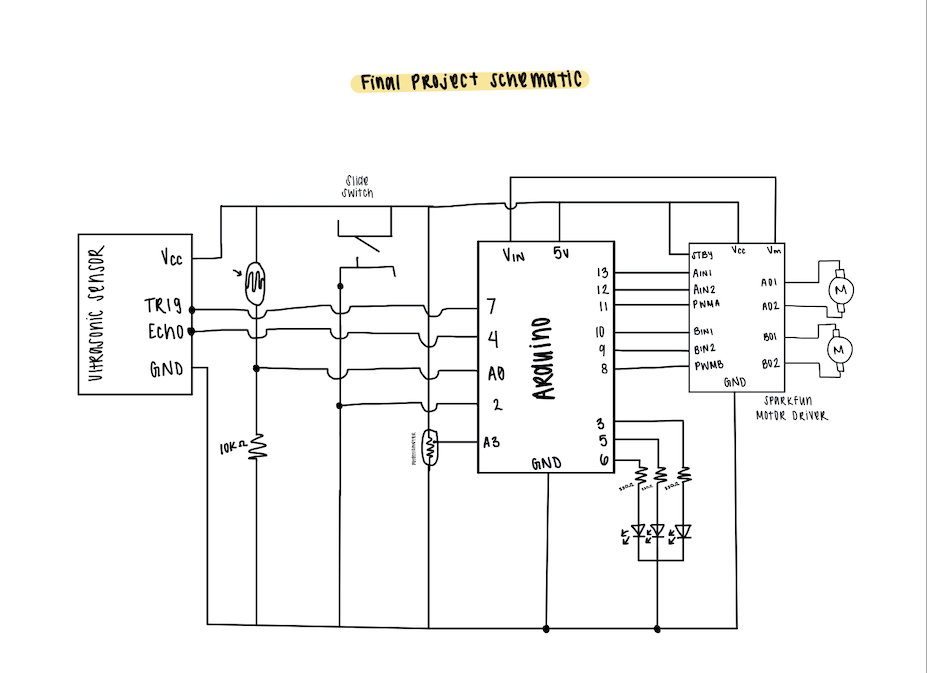 Final Project Schematic
Slide
Switch
Ultrasonic Sensor
Vcc
TRIG
Echo
GND
10KΩ
VIN
5V
7
4
A0
2
A3
Arduino
GND
13
12
11
10
9
8
3
5
6
STBY
Vcc
Vm
AIN1
AIN2
PWMA
BIN1
BIN2
PWMB
GND
A01
A02
B01
B02
M
M
Sparkfun
Motor Driver
330Ω
330Ω